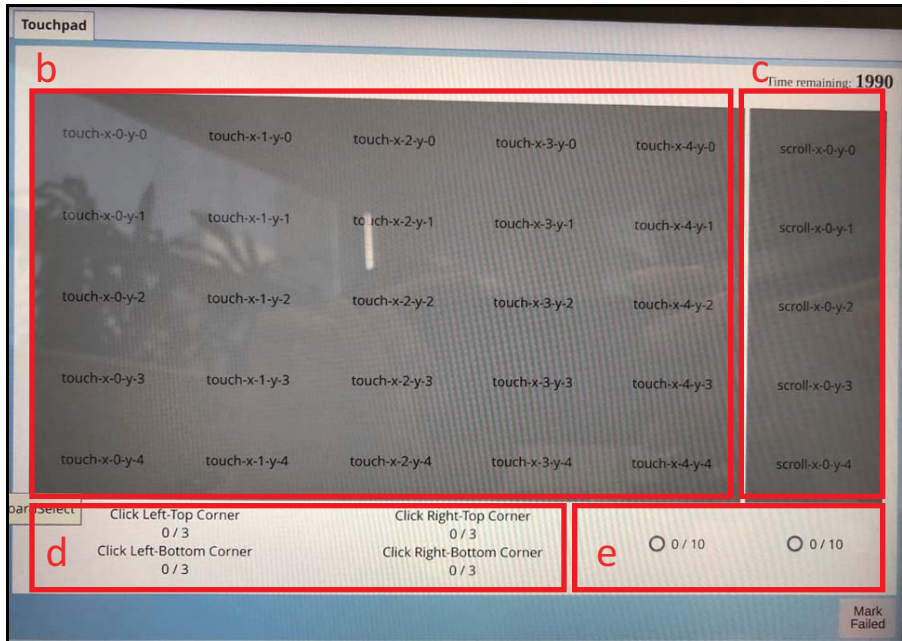 Touchpad
b
c
Time remaining: 1990
touch-x-0-y-0 touch-x-1-y-0 touch-x-2-y-0 touch-x-3-y-0 touch-x-4-y-0 scroll-x-0-y-0
touch-x-0-y-1 touch-x-1-y-1 touch-x-2-y-1 touch-x-3-y-1 touch-x-4-y-1 scroll-x-0-y-1
touch-x-0-y-2 touch-x-1-y-2 touch-x-2-y-2 touch-x-3-y-2 touch-x-4-y-2 scroll-x-0-y-2
touch-x-0-y-3 touch-x-1-y-3 touch-x-2-y-3 touch-x-3-y-3 touch-x-4-y-3 scroll-x-0-y-3
touch-x-0-y-4 touch-x-1-y-4 touch-x-2-y-4 touch-x-3-y-4 touch-x-4-y-4 scroll-x-0-y-4
Click Left-Top Corner Click Right-Top Corner
0 / 3 0 / 3
d
Click Left-Bottom Corner Click Right-Bottom Corner
0 / 3 0 / 3
e
0 / 10 0 / 10
Mark
Failed